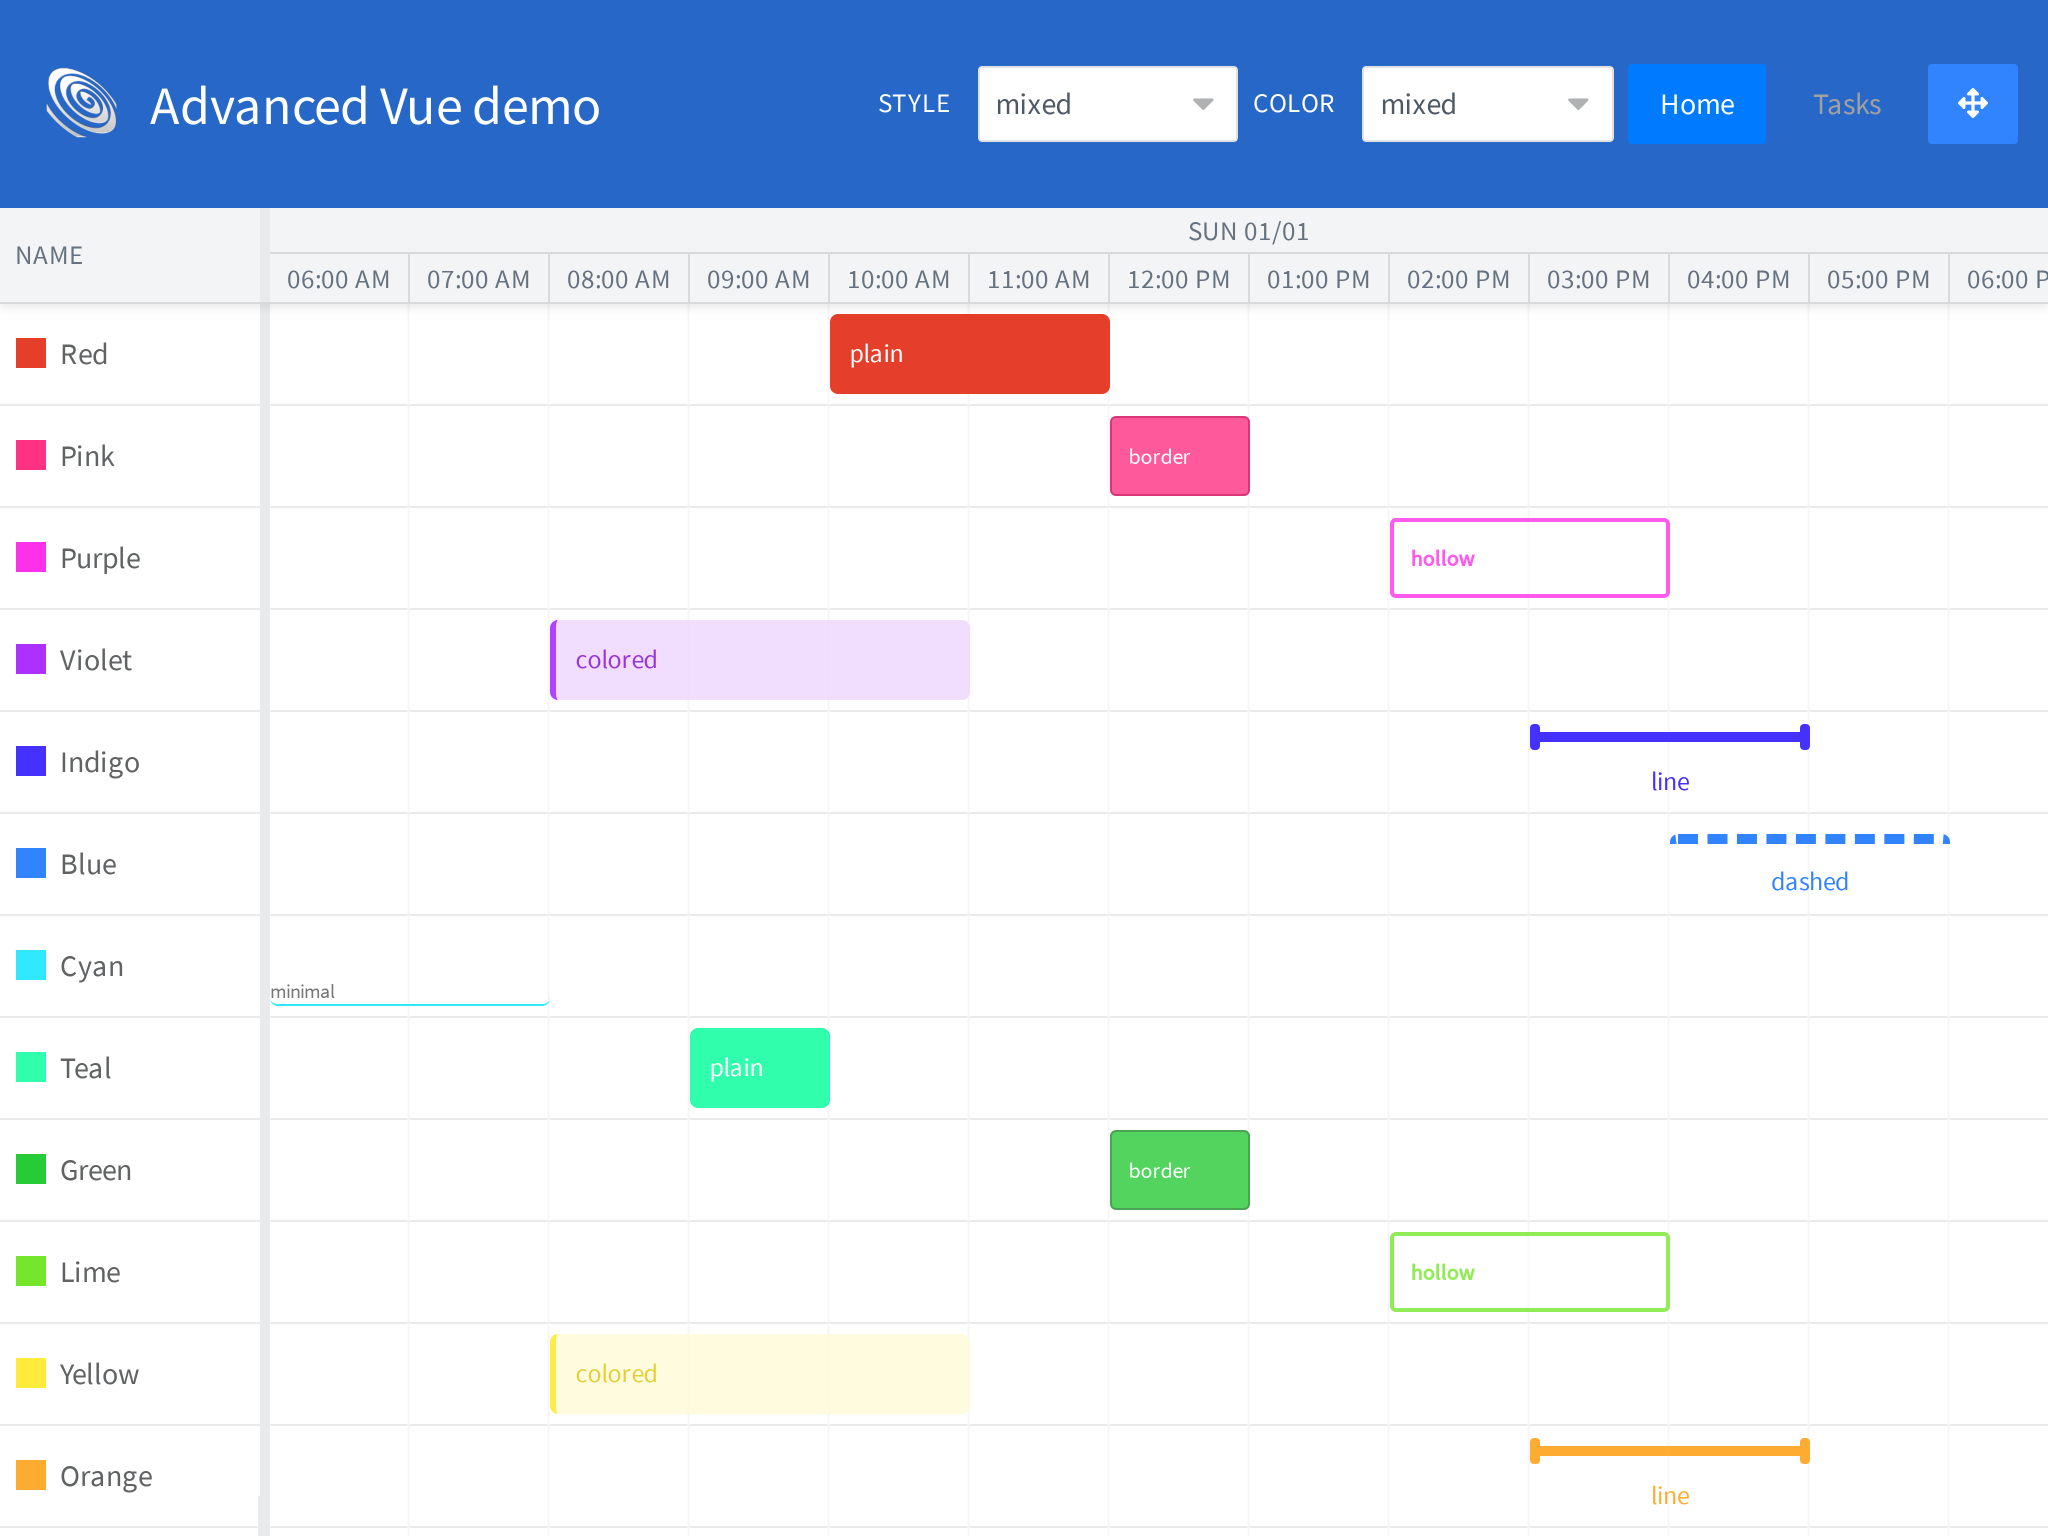 Advanced Vue demo
STYLE mixed COLOR mixed Home Tasks
NAME
SUN 01/01
06:00 AM 07:00 AM 08:00 AM 09:00 AM 10:00 AM 11:00 AM 12:00 PM 01:00 PM 02:00 PM 03:00 PM 04:00 PM 05:00 PM 06:00 P
Red plain
Pink border
Purple hollow
Violet colored
Indigo line
Blue dashed
Cyan minimal
Teal plain
Green border
Lime hollow
Yellow colored
Orange line